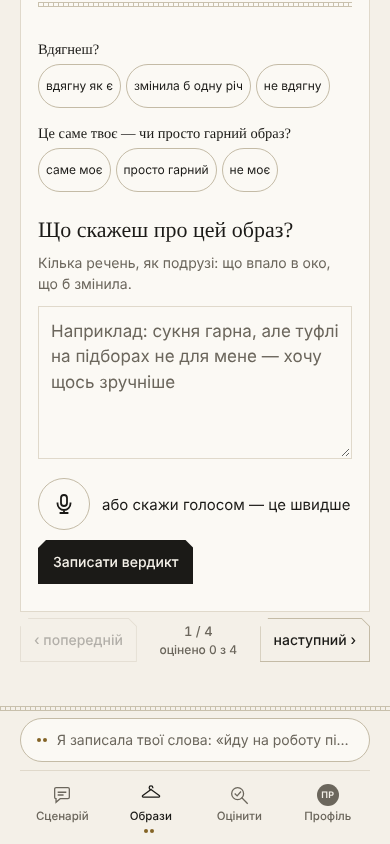 Вдягнеш?
вдягну як є змінила б одну річ не вдягну
Це саме твоє — чи просто гарний образ?
саме моє просто гарний не моє
Що скажеш про цей образ?
Кілька речень, як подрузі: що впало в око,
що б змінила.
Наприклад: сукня гарна, але туфлі
на підборах не для мене — хочу
щось зручніше
або скажи голосом — це швидше
Записати вердикт
‹ попередній 1 / 4 наступний ›
оцінено 0 з 4
Я записала твої слова: «йду на роботу пі...
ПР
Сценарій Образи Оцінити Профіль